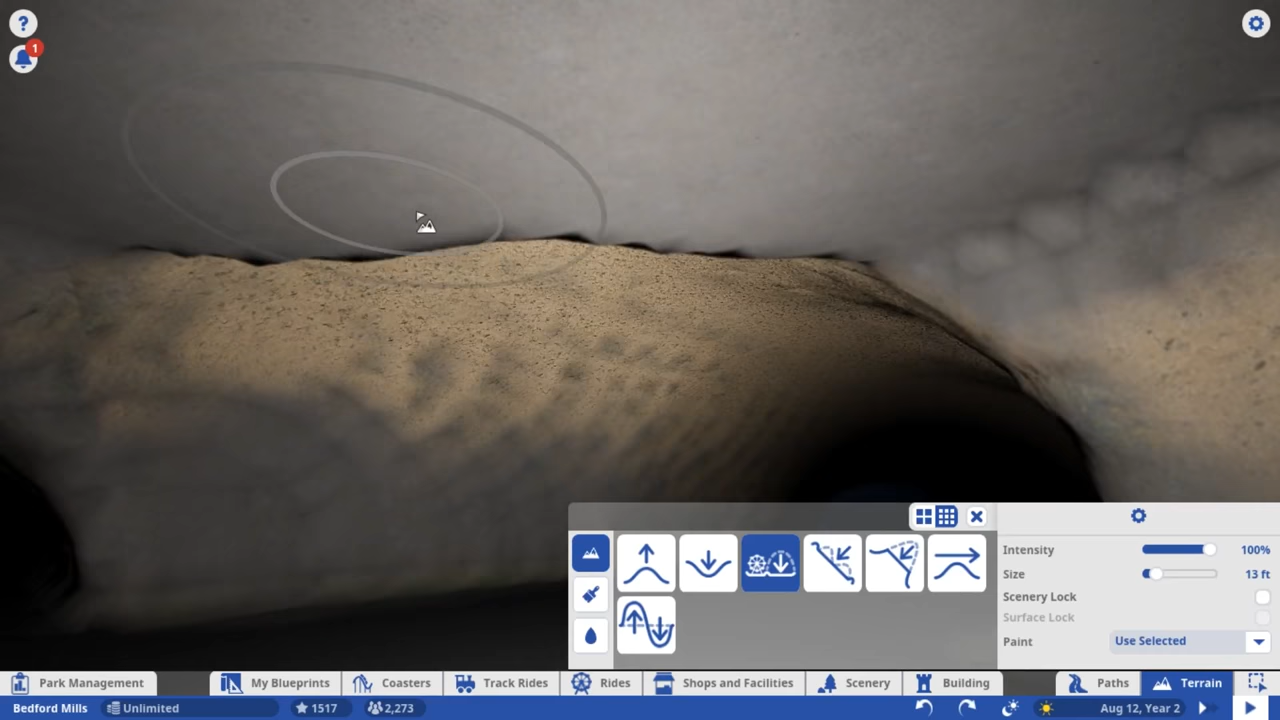 ?
1
Intensity 100%
Size 13 ft
Scenery Lock
Surface Lock
Paint Use Selected
Park Management My Blueprints Coasters Track Rides Rides Shops and Facilities Scenery Building Paths Terrain
Bedford Mills Unlimited 1517 2,273 Aug 12, Year 2